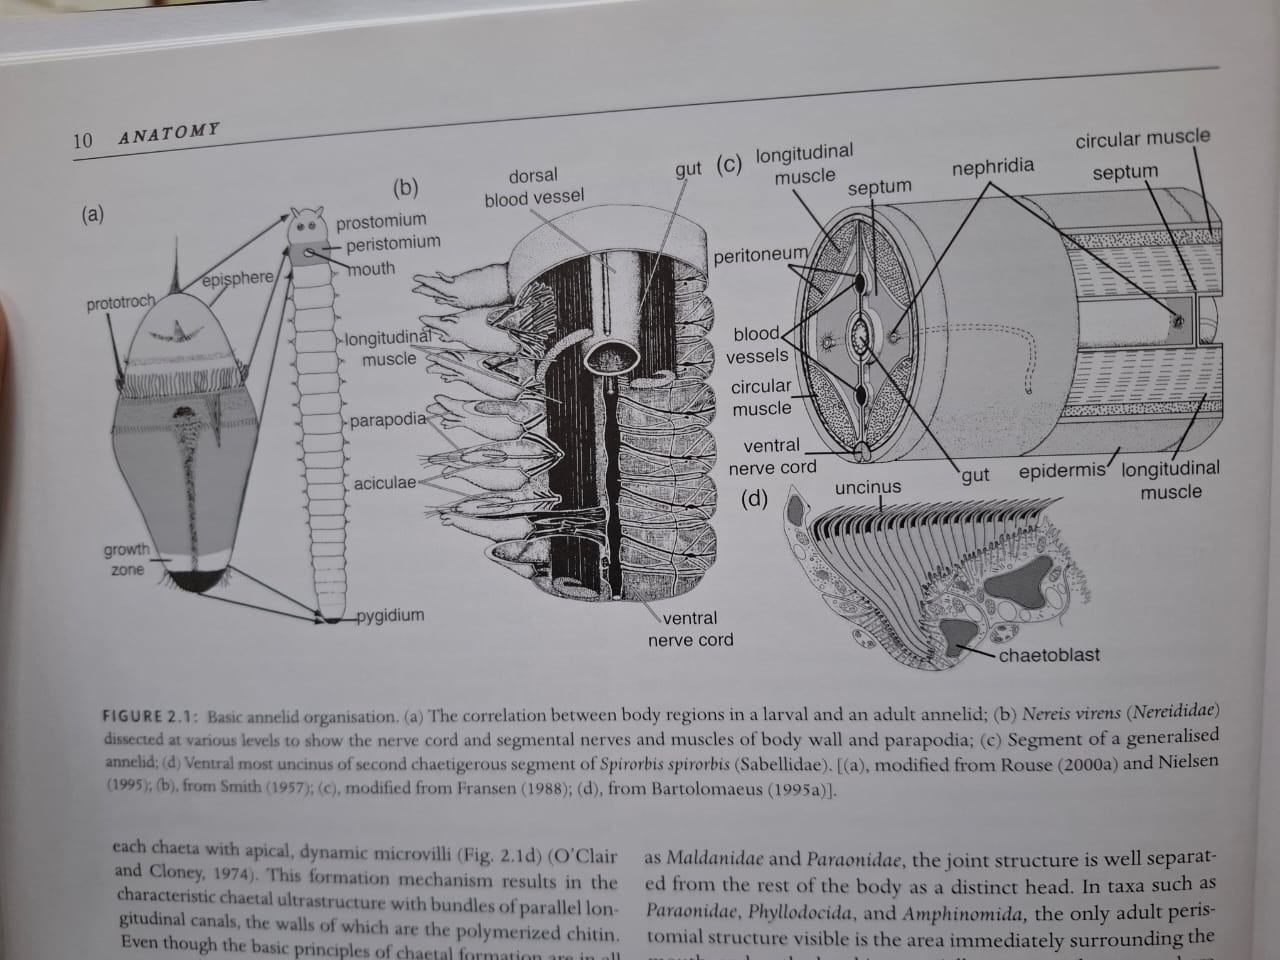 10 ANATOMY
(a)
prototroch
episphere
growth
zone
prostomium
peristomium
mouth
longitudinal
muscle
parapodia
aciculae
pygidium
(b)
dorsal
blood vessel
gut
ventral
nerve cord
(c)
longitudinal
muscle
septum
nephridia
circular muscle
septum
peritoneum
blood
vessels
circular
muscle
ventral
nerve cord
gut
epidermis
longitudinal
muscle
(d)
uncinus
chaetoblast
FIGURE 2.1: Basic annelid organisation. (a) The correlation between body regions in a larval and an adult annelid; (b) Nereis virens (Nereididae)
dissected at various levels to show the nerve cord and segmental nerves and muscles of body wall and parapodia; (c) Segment of a generalised
annelid; (d) Ventral most uncinus of second chaetigerous segment of Spirorbis spirorbis (Sabellidae). [(a), modified from Rouse (2000a) and Nielsen
(1995); (b), from Smith (1957); (c), modified from Fransen (1988); (d), from Bartolomaeus (1995a)].
each chaeta with apical, dynamic microvilli (Fig. 2.1d) (O'Clair
and Cloney, 1974). This formation mechanism results in the
characteristic chaetal ultrastructure with bundles of parallel lon-
gitudinal canals, the walls of which are the polymerized chitin.
Even though the basic principles of chaetal formation are in all
as Maldanidae and Paraonidae, the joint structure is well separat-
ed from the rest of the body as a distinct head. In taxa such as
Paraonidae, Phyllodocida, and Amphinomida, the only adult peris-
tomial structure visible is the area immediately surrounding the